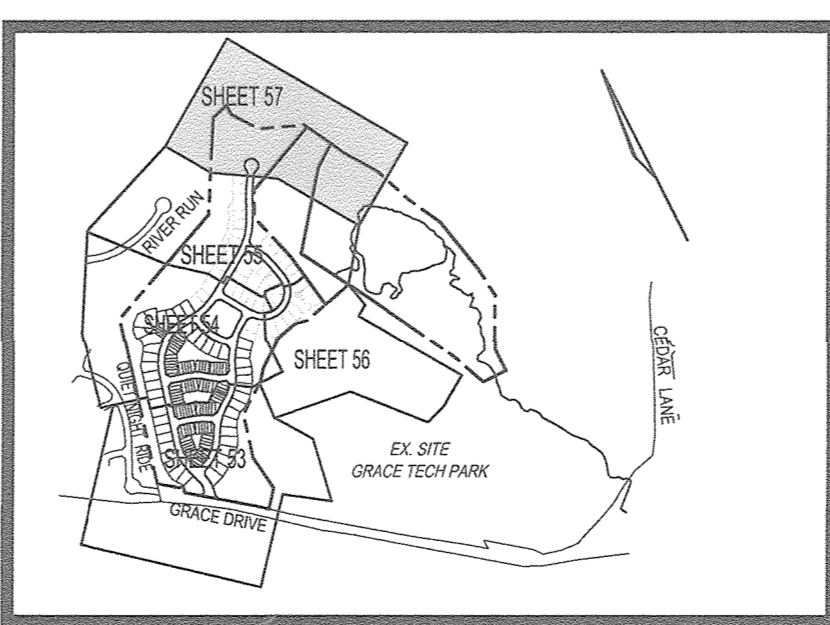 SHEET 57
RIVER RUN
SHEET 55
SHEET 54
SHEET 56
CEDAR LANE
QUIET NIGHT RIDE
EX. SITE
GRACE TECH PARK
SHEET 53
GRACE DRIVE